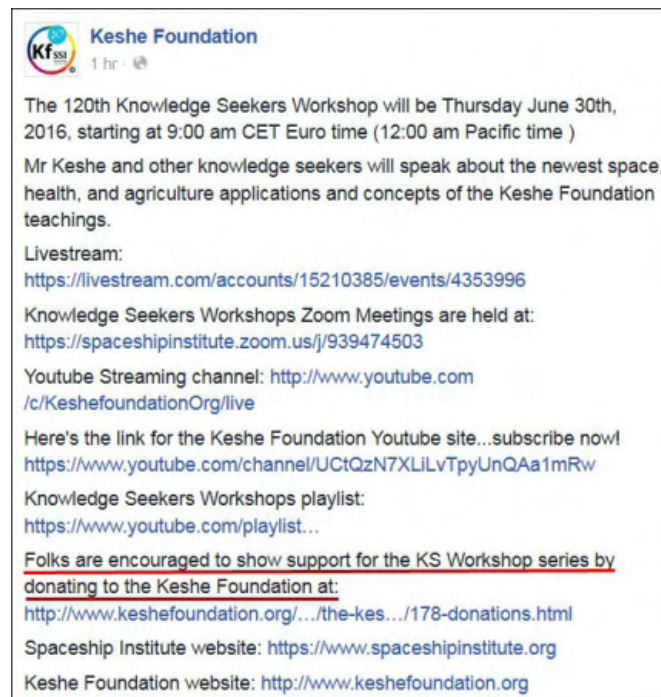 Kf SSI
Keshe Foundation
1 hr
The 120th Knowledge Seekers Workshop will be Thursday June 30th,
2016, starting at 9:00 am CET Euro time (12:00 am Pacific time )
Mr Keshe and other knowledge seekers will speak about the newest space,
health, and agriculture applications and concepts of the Keshe Foundation
teachings.
Livestream:
https://livestream.com/accounts/15210385/events/4353996
Knowledge Seekers Workshops Zoom Meetings are held at:
https://spaceshipinstitute.zoom.us/j/939474503
Youtube Streaming channel: http://www.youtube.com
/c/KeshefoundationOrg/live
Here's the link for the Keshe Foundation Youtube site...subscribe now!
https://www.youtube.com/channel/UCtQzN7XLiLvTpyUnQAa1mRw
Knowledge Seekers Workshops playlist:
https://www.youtube.com/playlist…
Folks are encouraged to show support for the KS Workshop series by
donating to the Keshe Foundation at:
http://www.keshefoundation.org/…/the-kes…/178-donations.html
Spaceship Institute website: https://www.spaceshipinstitute.org
Keshe Foundation website: http://www.keshefoundation.org